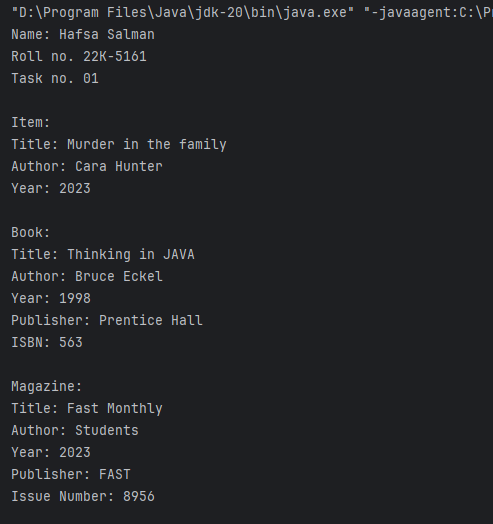 "D:\Program Files\Java\jdk-20\bin\java.exe" "-javaagent:C:\P
Name: Hafsa Salman
Roll no. 22K-5161
Task no. 01
Item:
Title: Murder in the family
Author: Cara Hunter
Year: 2023
Book:
Title: Thinking in JAVA
Author: Bruce Eckel
Year: 1998
Publisher: Prentice Hall
ISBN: 563
Magazine:
Title: Fast Monthly
Author: Students
Year: 2023
Publisher: FAST
Issue Number: 8956